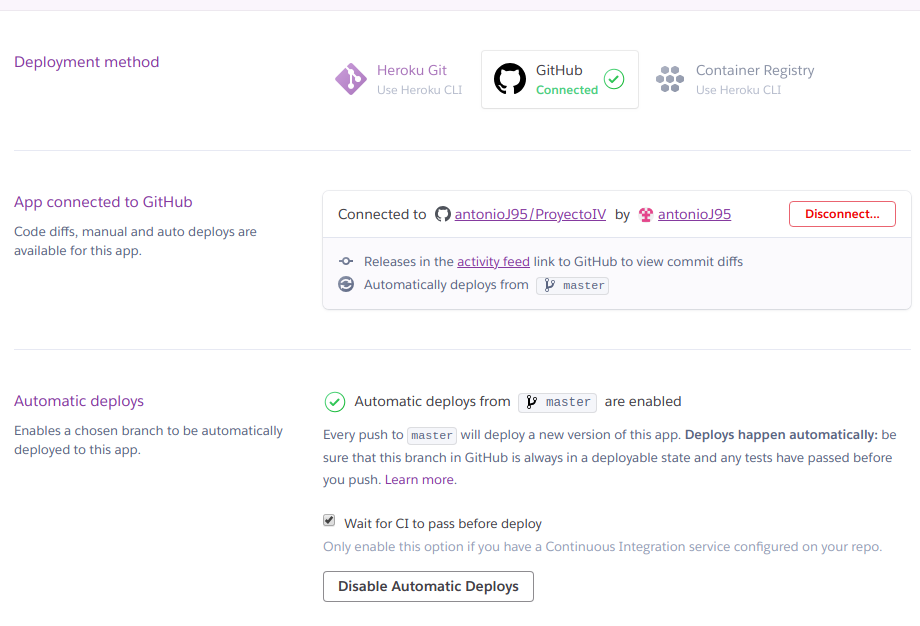 Deployment method
Heroku Git
Use Heroku CLI
GitHub
Connected
Container Registry
Use Heroku CLI
App connected to GitHub
Code diffs, manual and auto deploys are
available for this app.
Connected to antonioJ95/ProyectoIV by antonioJ95
Disconnect...
Releases in the activity feed link to GitHub to view commit diffs
Automatically deploys from master
Automatic deploys
Enables a chosen branch to be automatically
deployed to this app.
Automatic deploys from master are enabled
Every push to master will deploy a new version of this app. Deploys happen automatically: be
sure that this branch in GitHub is always in a deployable state and any tests have passed before
you push. Learn more.
Wait for CI to pass before deploy
Only enable this option if you have a Continuous Integration service configured on your repo.
Disable Automatic Deploys